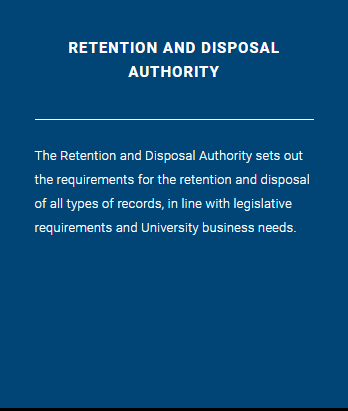 RETENTION AND DISPOSAL
AUTHORITY
The Retention and Disposal Authority sets out
the requirements for the retention and disposal
of all types of records, in line with legislative
requirements and University business needs.